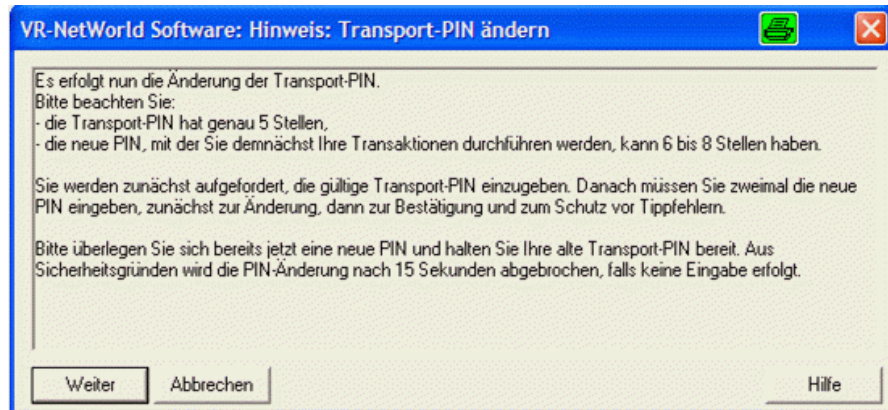 VR-NetWorld Software: Hinweis: Transport-PIN ändern
Es erfolgt nun die Änderung der Transport-PIN.
Bitte beachten Sie:
- die Transport-PIN hat genau 5 Stellen,
- die neue PIN, mit der Sie demnächst Ihre Transaktionen durchführen werden, kann 6 bis 8 Stellen haben.
Sie werden zunächst aufgefordert, die gültige Transport-PIN einzugeben. Danach müssen Sie zweimal die neue
PIN eingeben, zunächst zur Änderung, dann zur Bestätigung und zum Schutz vor Tippfehlern.
Bitte überlegen Sie sich bereits jetzt eine neue PIN und halten Sie Ihre alte Transport-PIN bereit. Aus
Sicherheitsgründen wird die PIN-Änderung nach 15 Sekunden abgebrochen, falls keine Eingabe erfolgt.
Weiter Abbrechen Hilfe